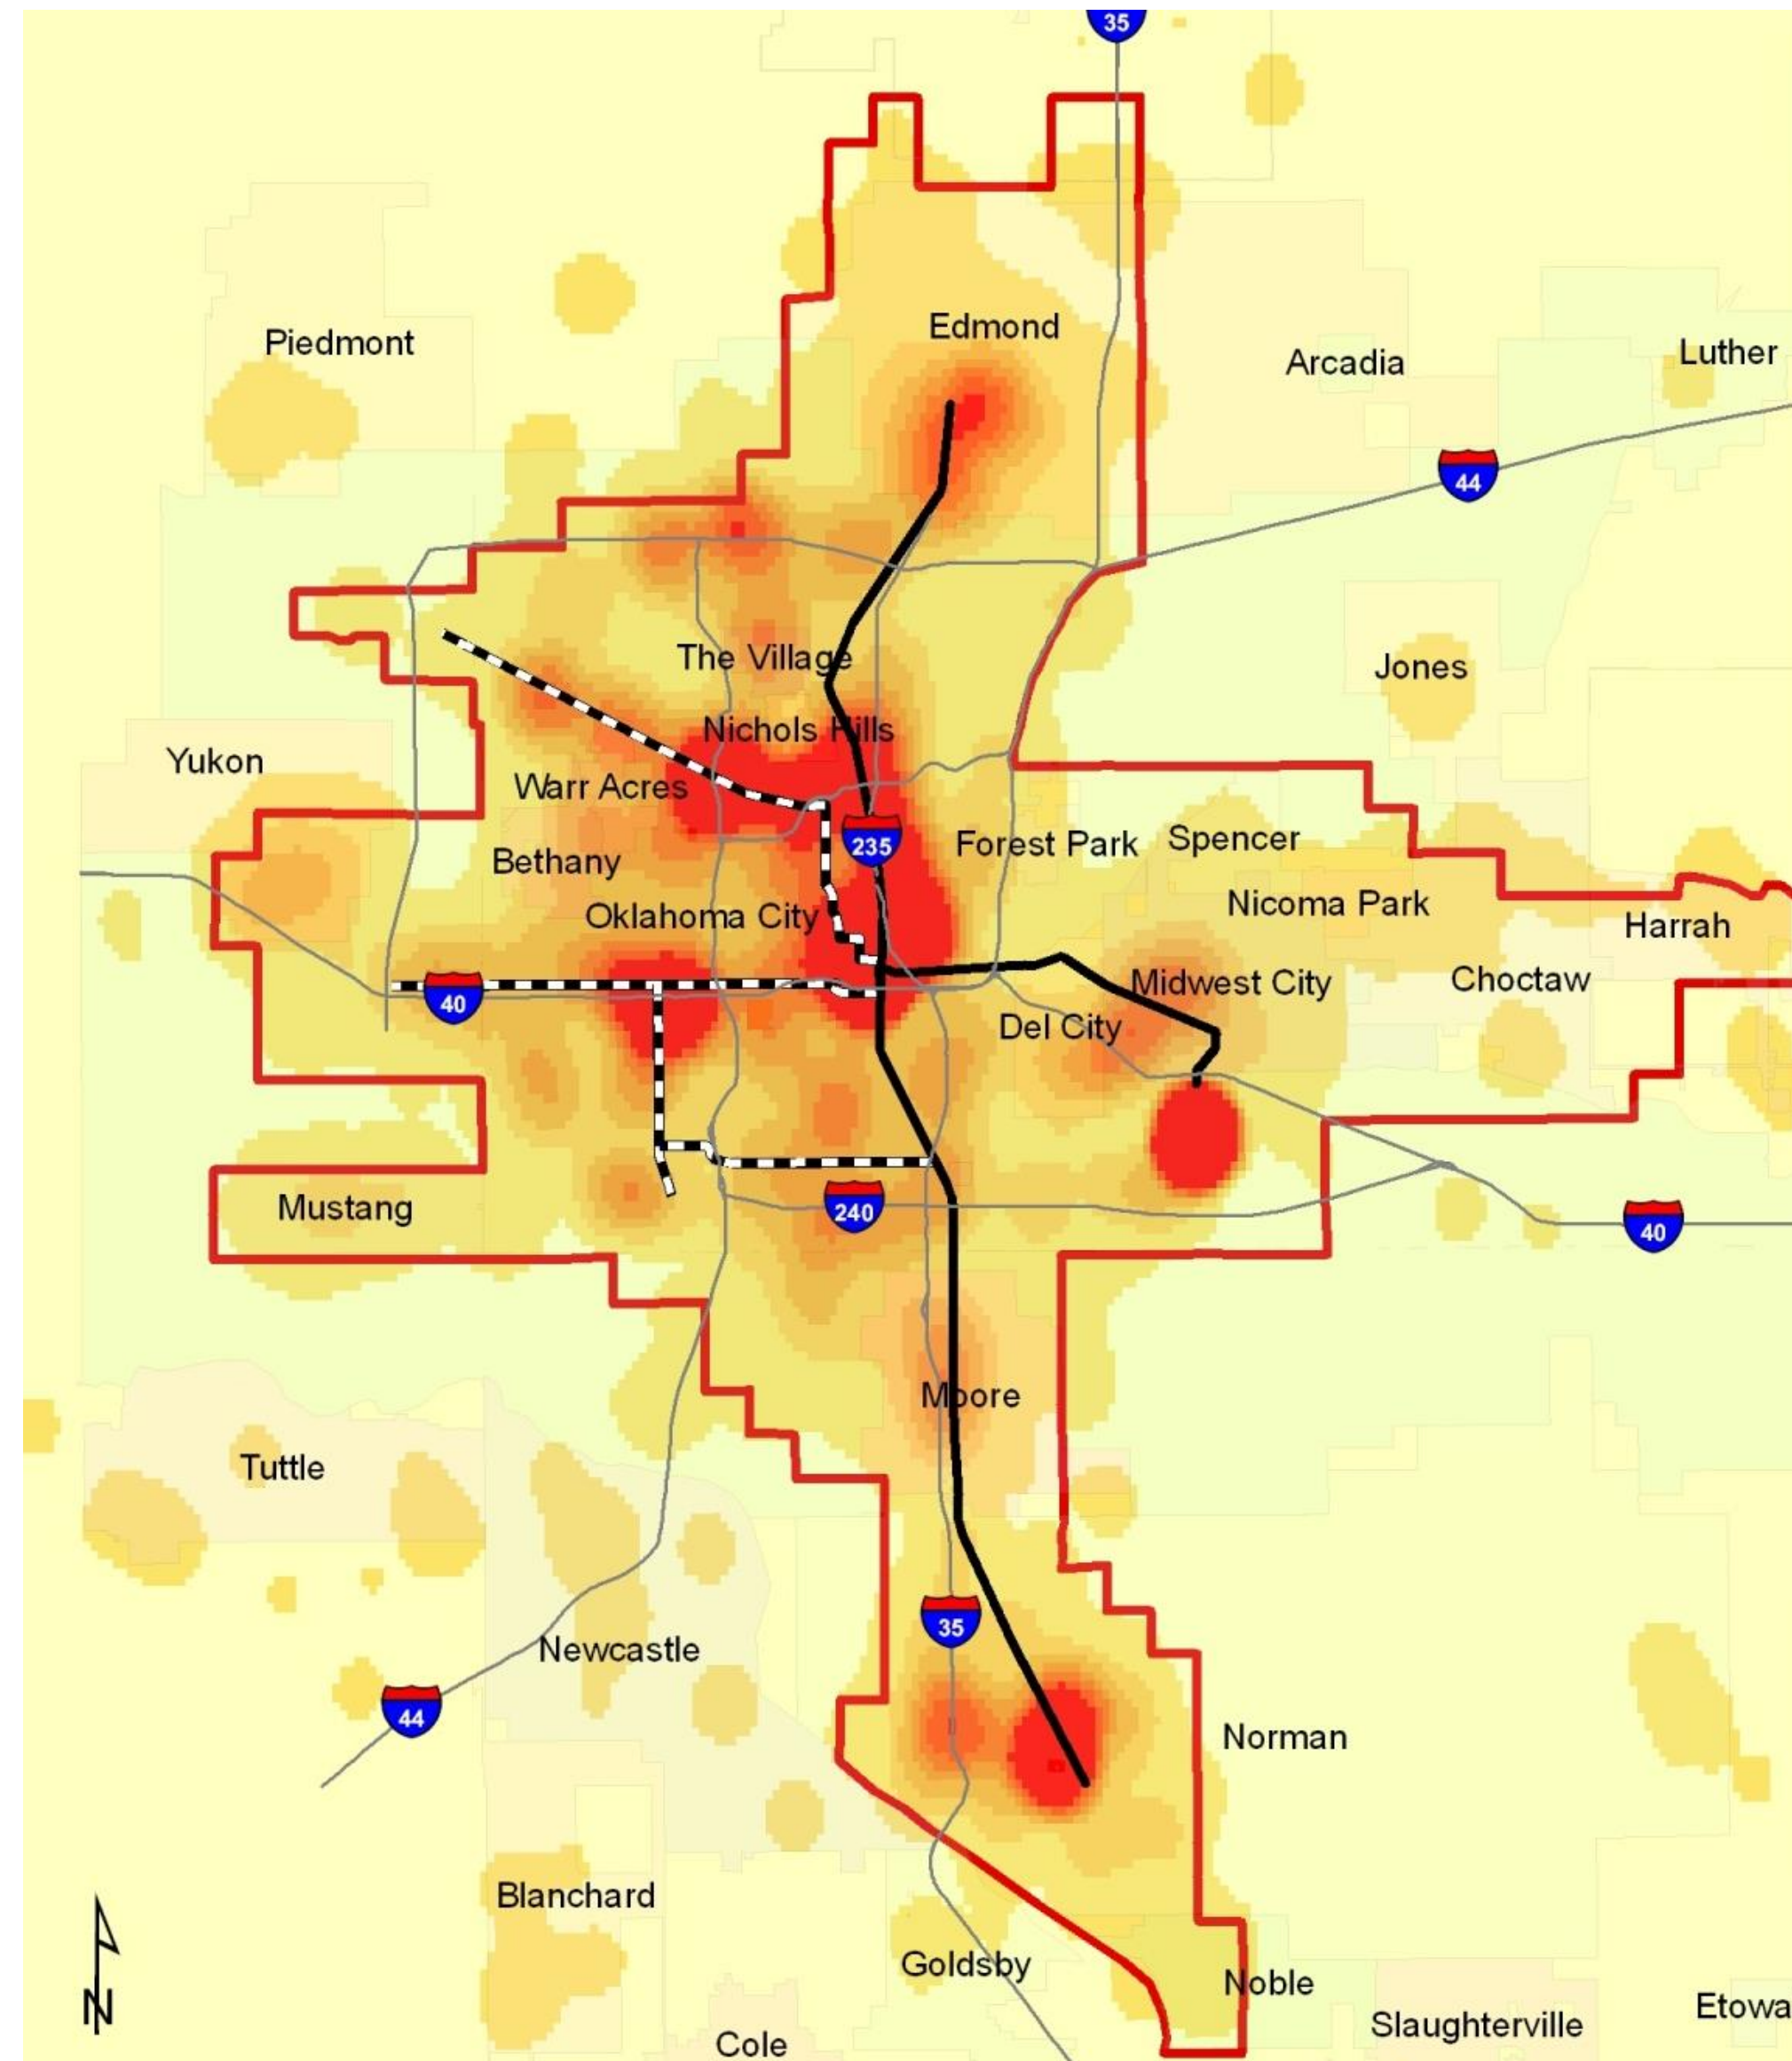 35
Edmond
Piedmont
Arcadia
Luther
44
The Village
Jones
Nichols Hills
Yukon
Warr Acres
235
Forest Park
Spencer
Bethany
Oklahoma City
Nicoma Park
Harrah
Midwest City
Choctaw
40
Del City
Mustang
240
40
Moore
Tuttle
35
Newcastle
44
Norman
Blanchard
Goldsby
Noble
Etowa
N
Slaughterville
Cole